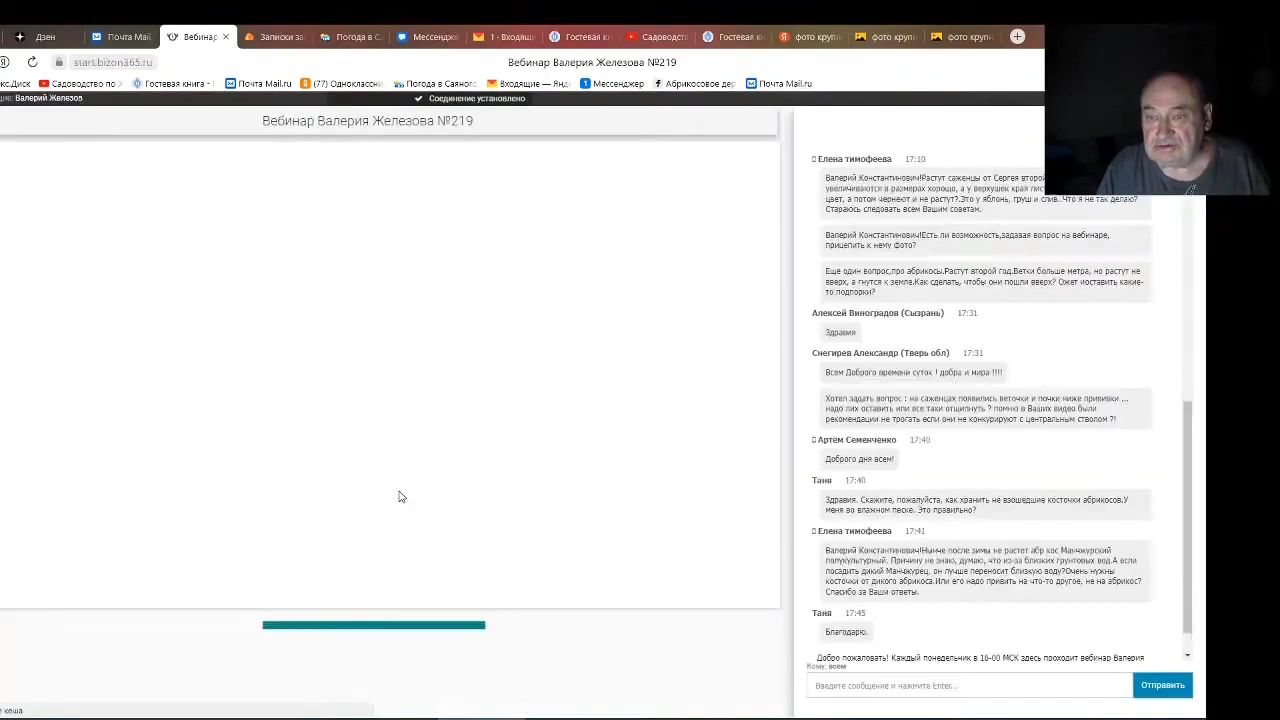 Дзен
Почта Mail.
Вебинар
Записки за
Погода в С
Мессендже
1 - Входящи
Гостевая кн
Садоводст
Гостевая кн
фото крупн
фото крупн
фото крупн
start.bizon365.ru
Вебинар Валерия Железова №219
с.Диск
Садоводство по
Гостевая книга -
Почта Mail.ru
(77) Одноклассни
Погода в Саяного
Входящие — Янд
Мессенджер
Абрикосовое дер
Почта Mail.ru
щие: Валерий Железов
Соединение установлено
Вебинар Валерия Железова №219
Елена тимофеева 17:10
Валерий Константинович!Растут саженцы от Сергея второй
увеличиваются в размерах хорошо, а у верхушек края лис
цвет, а потом чернеют и не растут?.Это у яблонь, груш и слив..Что я не так делаю?
Стараюсь следовать всем Вашим советам.
Валерий Константинович!Есть ли возможность,задавая вопрос на вебинаре,
прицепить к нему фото?
Еще один вопрос,про абрикосы.Растут второй год.Ветки больше метра, но растут не
вверх, а гнутся к земле.Как сделать, чтобы они пошли вверх? Ожет иоставить какие-
то подпорки?
Алексей Виноградов (Сызрань) 17:31
Здравия
Снегирев Александр (Тверь обл) 17:31
Всем Доброго времени суток ! добра и мира !!!!
Хотел задать вопрос : на саженцах появились веточки и почки ниже прививки ...
надо лих оставить или все таки отщипнуть ? помню в Ваших видео были
рекомендации не трогать если они не конкурируют с центральным стволом ?!
Артём Семенченко 17:40
Доброго дня всем!
Таня 17:40
Здравия. Скажите, пожалуйста, как хранить не взошедшие косточки абрикосов.У
меня во влажном песке. Это правильно?
Елена тимофеева 17:41
Валерий Константинович!Нынче после зимы не растет абр кос Манчжурский
полукультурный. Причину не знаю, думаю, что из-за близких грунтовых вод.А если
посадить дикий Манчжурец, он лучше переносит близкую воду?Очень нужны
косточки от дикого абрикоса.Или его надо привить на что-то другое, не на абрикос?
Спасибо за Ваши ответы.
Таня 17:45
Благодарю.
Добро пожаловать! Каждый понедельник в 16-00 МСК здесь проходит вебинар Валерия
Кому: всем
Введите сообщение и нажмите Enter...
Отправить
е кеша